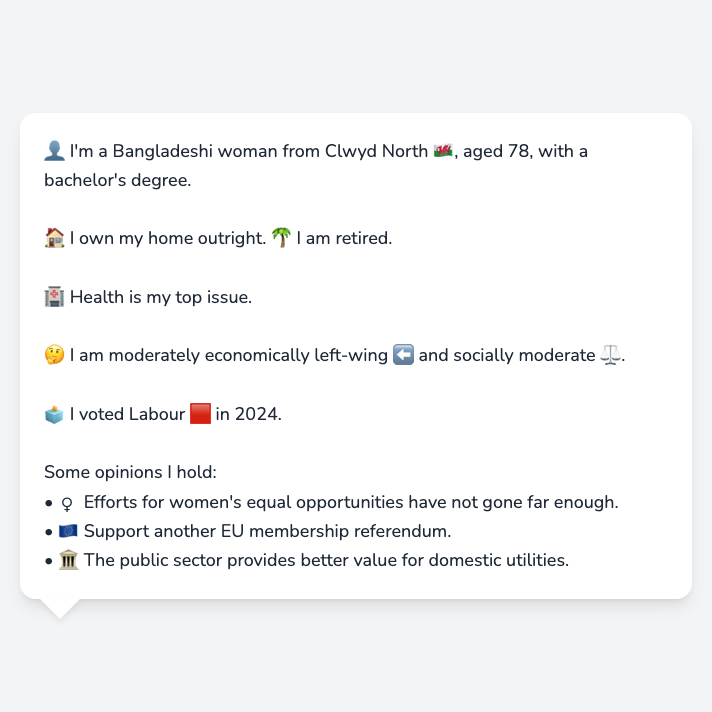 👤 I'm a Bangladeshi woman from Clwyd North 🏴󠁧󠁢󠁷󠁬󠁳󠁿, aged 78, with a
bachelor's degree.
🏠 I own my home outright. 🌴 I am retired.
🏥 Health is my top issue.
🤔 I am moderately economically left-wing ⬅️ and socially moderate ⚖️.
🗳️ I voted Labour 🟥 in 2024.
Some opinions I hold:
• ♀ Efforts for women's equal opportunities have not gone far enough.
• 🇪🇺 Support another EU membership referendum.
• 🏛️ The public sector provides better value for domestic utilities.